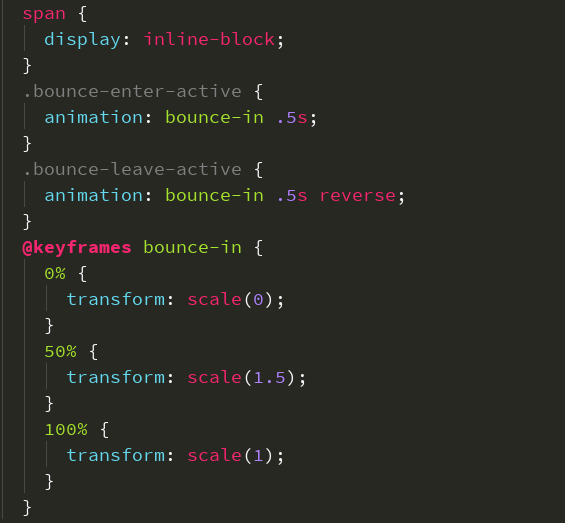 span {
  display: inline-block;
}
.bounce-enter-active {
  animation: bounce-in .5s;
}
.bounce-leave-active {
  animation: bounce-in .5s reverse;
}
@keyframes bounce-in {
  0% {
    transform: scale(0);
  }
  50% {
    transform: scale(1.5);
  }
  100% {
    transform: scale(1);
  }
}